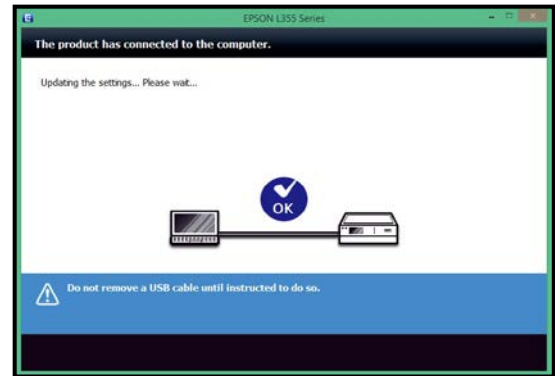 EPSON L355 Series
The product has connected to the computer.
Updating the settings... Please wait...
OK
Do not remove a USB cable until instructed to do so.